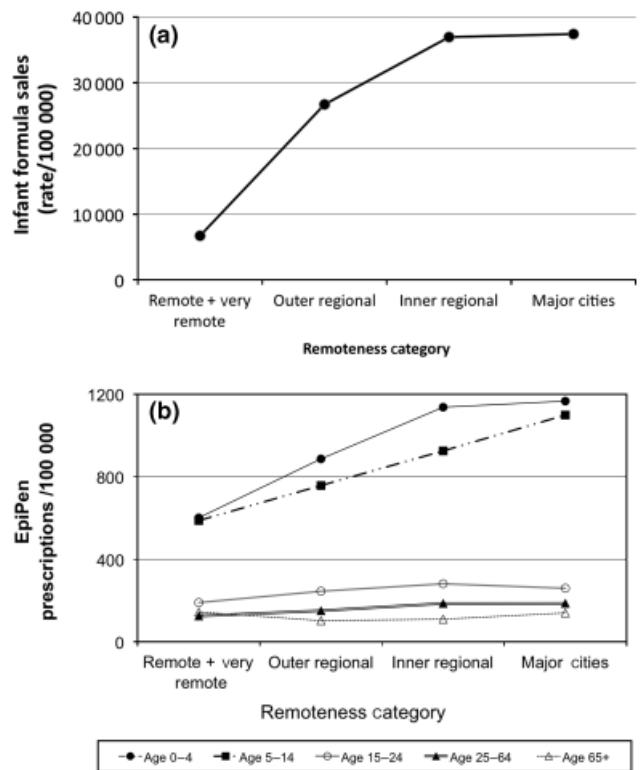 (a)
Infant formula sales
(rate/100 000)
40 000
30 000
20 000
10 000
0
Remote + very
remote
Outer regional
Inner regional
Major cities
Remoteness category
(b)
EpiPen
prescriptions /100 000
1200
800
400
0
Remote + very
remote
Outer regional
Inner regional
Major cities
Remoteness category
Age 0–4 Age 5–14 Age 15–24 Age 25–64 Age 65+